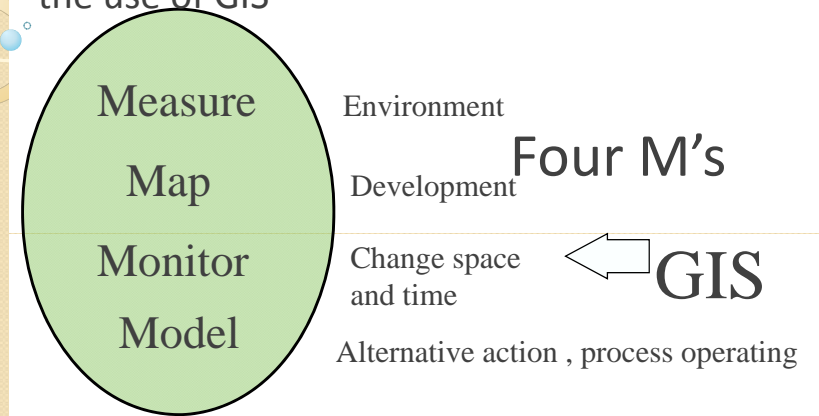 the use of GIS
Measure Environment
Four M's
Map Development
Monitor Change space
and time
GIS
Model
Alternative action , process operating